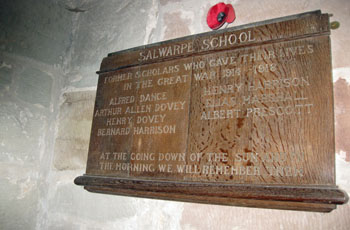 SALWARPE SCHOOL
FORMER SCHOLARS WHO GAVE THEIR LIVES
IN THE GREAT WAR 1914 1918
ALFRED DANCE
ARTHUR ALLEN DOVEY
HENRY DOVEY
BERNARD HARRISON
HENRY HARRISON
ELIAS
ALBERT PRESCOTT
AT THE GOING DOWN OF THE SUN
THE MORNING WE WILL REMEMBER THEM